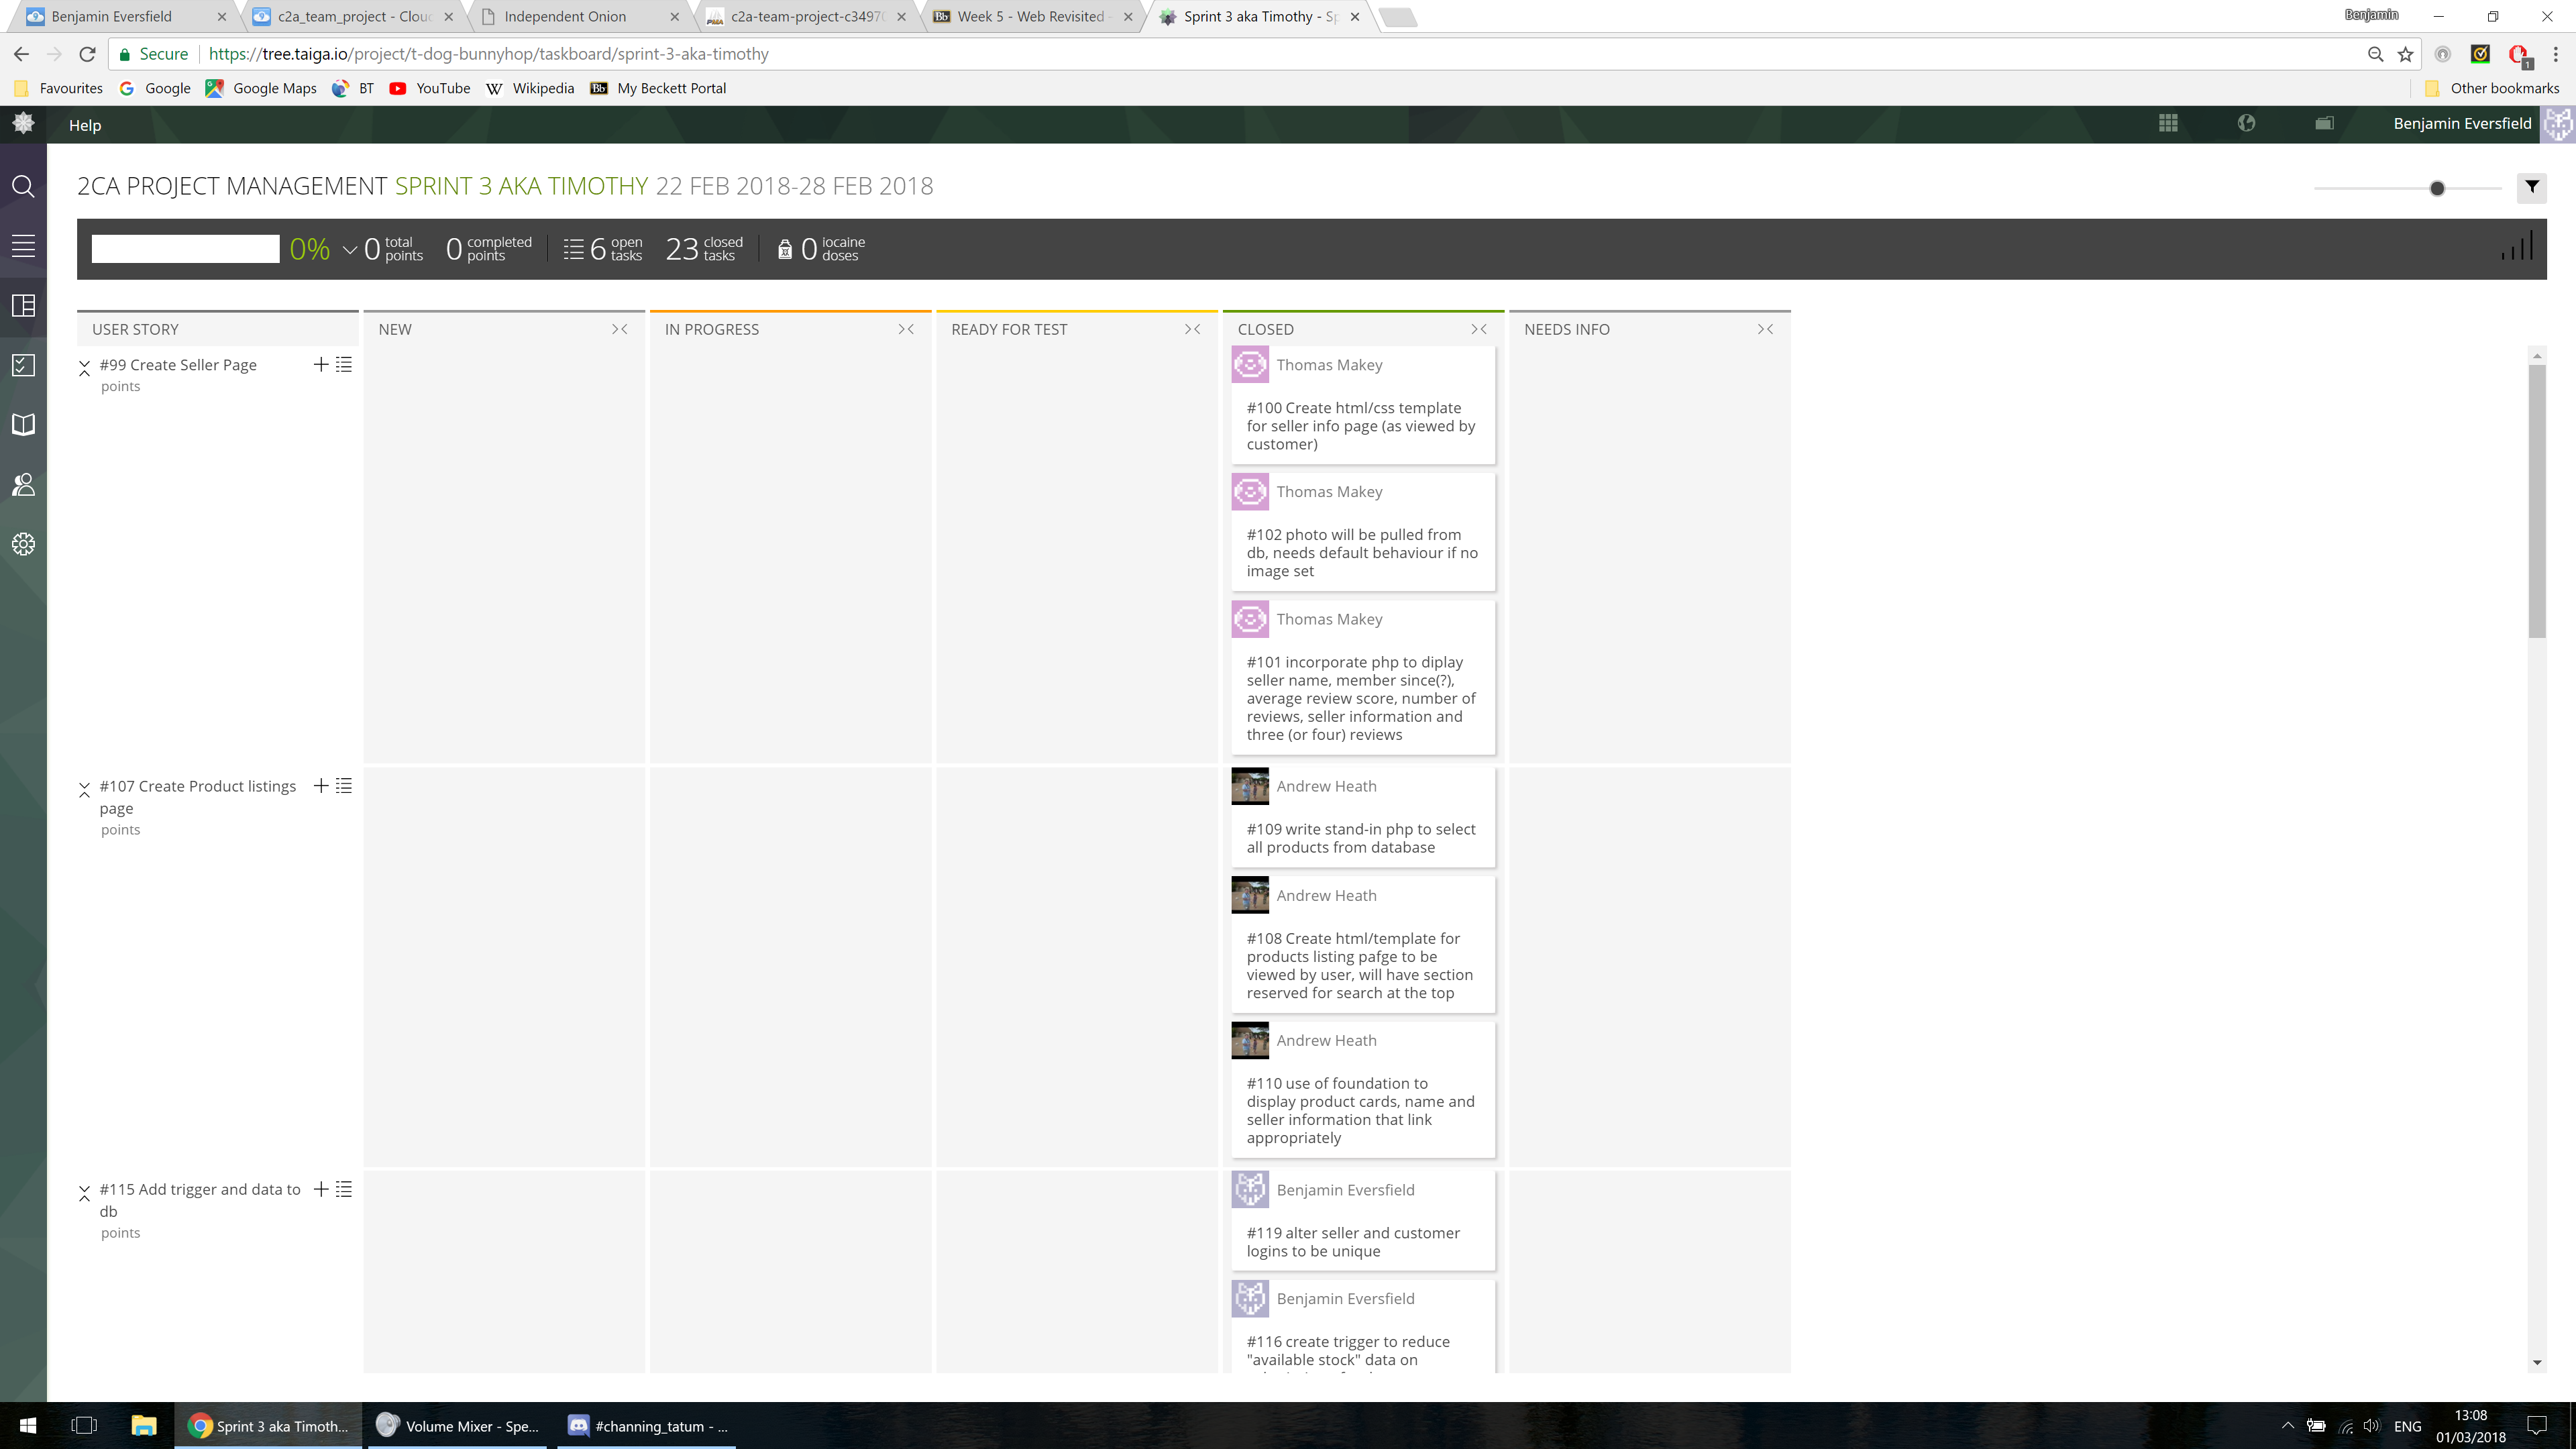 Benjamin Eversfield
c2a_team_project - Clou
Independent Onion
c2a-team-project-c3497
Week 5 - Web Revisited
Sprint 3 aka Timothy - Sp
Benjamin
Secure
https://tree.taiga.io/project/t-dog-bunnyhop/taskboard/sprint-3-aka-timothy
1
Favourites
Google
Google Maps
BT
YouTube
W Wikipedia
Bb My Beckett Portal
Other bookmarks
Help
Benjamin Eversfield
2CA PROJECT MANAGEMENT SPRINT 3 AKA TIMOTHY 22 FEB 2018-28 FEB 2018
0%
0 total points
0 completed points
6 open tasks
23 closed tasks
0 iocaine doses
USER STORY
NEW
IN PROGRESS
READY FOR TEST
CLOSED
NEEDS INFO
#99 Create Seller Page
points
Thomas Makey
#100 Create html/css template
for seller info page (as viewed by
customer)
Thomas Makey
#102 photo will be pulled from
db, needs default behaviour if no
image set
Thomas Makey
#101 incorporate php to diplay
seller name, member since(?),
average review score, number of
reviews, seller information and
three (or four) reviews
#107 Create Product listings
page
points
Andrew Heath
#109 write stand-in php to select
all products from database
Andrew Heath
#108 Create html/template for
products listing pafge to be
viewed by user, will have section
reserved for search at the top
Andrew Heath
#110 use of foundation to
display product cards, name and
seller information that link
appropriately
#115 Add trigger and data to
db
points
Benjamin Eversfield
#119 alter seller and customer
logins to be unique
Benjamin Eversfield
#116 create trigger to reduce
"available stock" data on
Sprint 3 aka Timoth...
Volume Mixer - Spe...
#channing_tatum - ...
ENG
13:08
01/03/2018